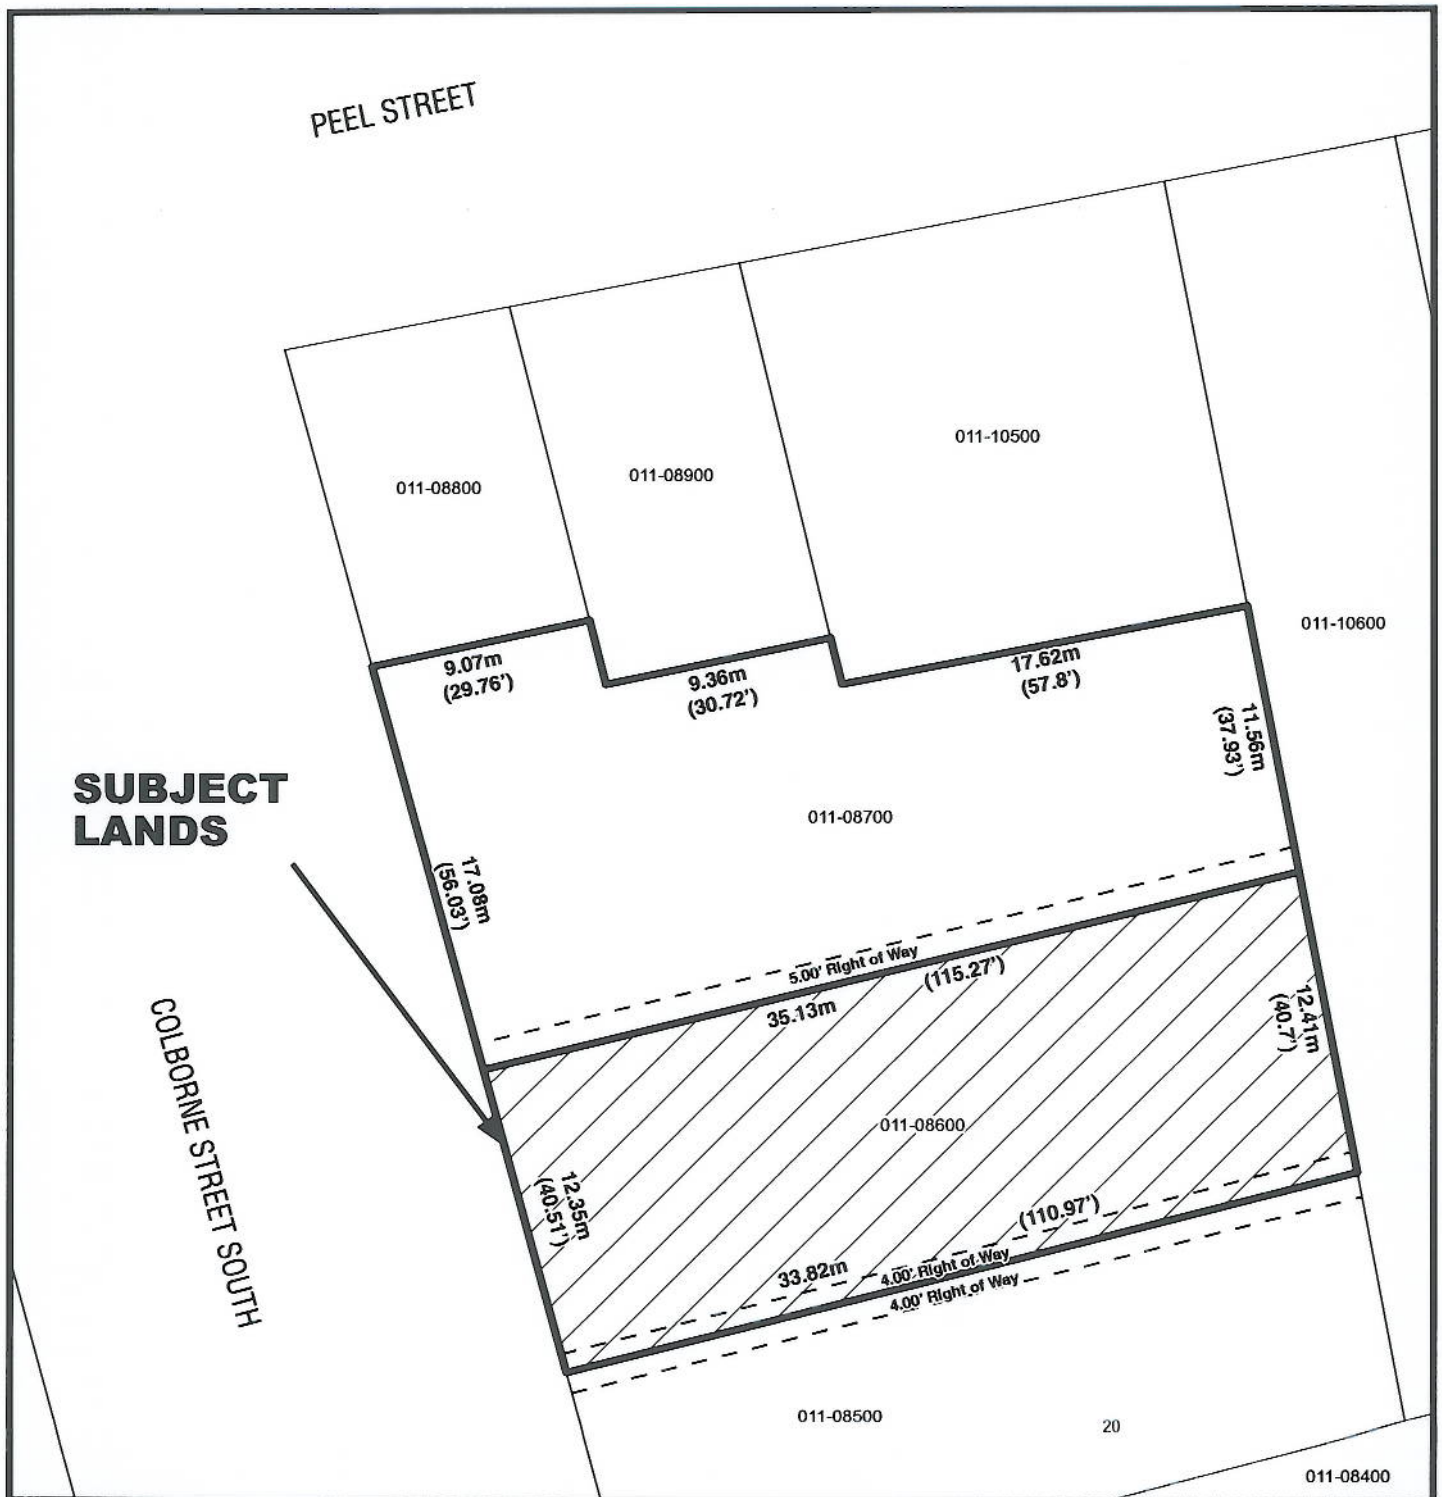 PEEL STREET
011-10500
011-08900
011-08800
011-10600
9.07m
(29.76')
9.36m
(30.72')
17.62m
(57.8')
11.56m
(37.93')
SUBJECT
LANDS
011-08700
17.08m
(56.03')
5.00' Right of Way
(115.27')
35.13m
12.41m
(40.7')
COLBORNE STREET SOUTH
011-08600
12.35m
(40.51')
(110.97')
33.82m
4.00' Right of Way
4.00' Right of Way
011-08500
20
011-08400